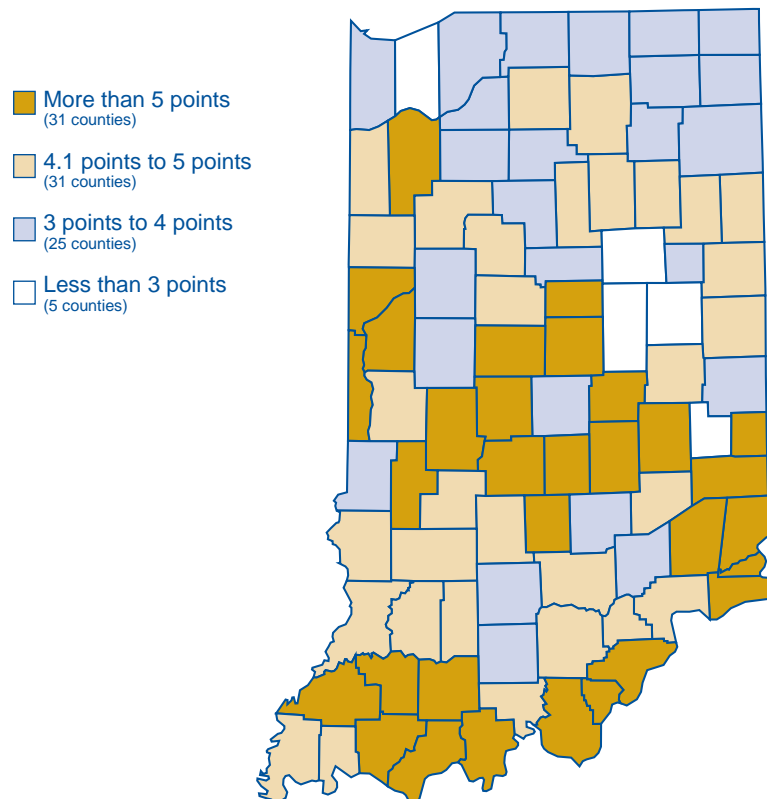 More than 5 points
(31 counties)
4.1 points to 5 points
(31 counties)
3 points to 4 points
(25 counties)
Less than 3 points
(5 counties)